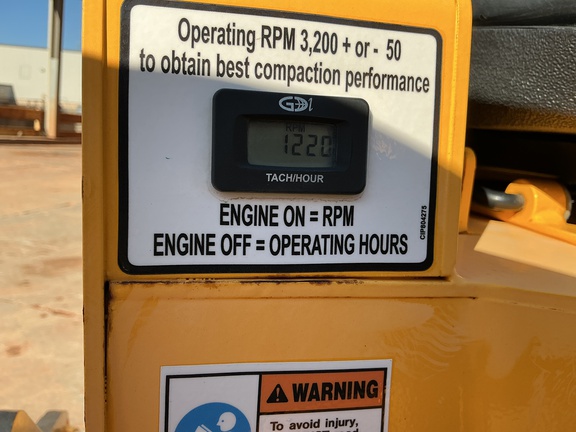 Operating RPM 3,200 + or - 50
to obtain best compaction performance
RPM
1220
TACH/HOUR
ENGINE ON = RPM
ENGINE OFF = OPERATING HOURS
CIP804275
WARNING
To avoid injury,